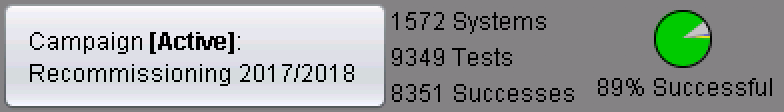 Campaign [Active]:
Recommissioning 2017/2018
1572 Systems
9349 Tests
8351 Successes
89% Successful